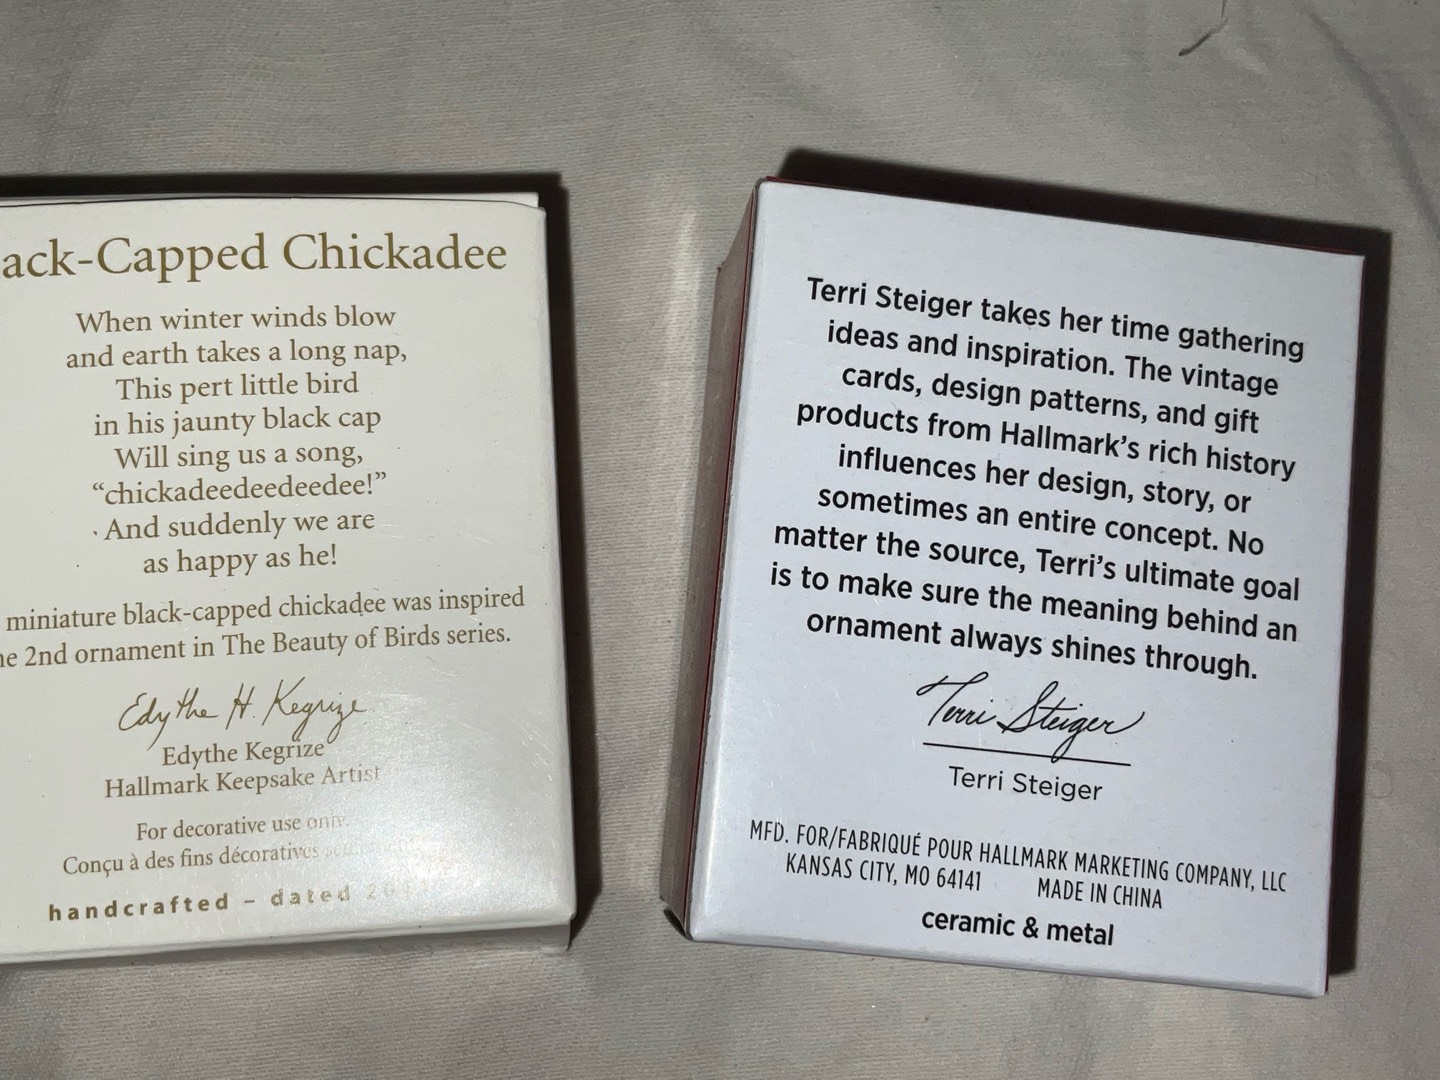 ack-Capped Chickadee
When winter winds blow
and earth takes a long nap,
This pert little bird
in his jaunty black cap
Will sing us a song,
“chickadeedeedeedee!”
And suddenly we are
as happy as he!
miniature black-capped chickadee was inspired
he 2nd ornament in The Beauty of Birds series.
Edythe H. Kegrize
Edythe Kegrize
Hallmark Keepsake Artist
For decorative use only.
Conçu à des fins décoratives
handcrafted – dated
Terri Steiger takes her time gathering
ideas and inspiration. The vintage
cards, design patterns, and gift
products from Hallmark’s rich history
influences her design, story, or
sometimes an entire concept. No
matter the source, Terri’s ultimate goal
is to make sure the meaning behind an
ornament always shines through.
Terri Steiger
Terri Steiger
MFD. FOR/FABRIQUÉ POUR HALLMARK MARKETING COMPANY, LLC
KANSAS CITY, MO 64141 MADE IN CHINA
ceramic & metal